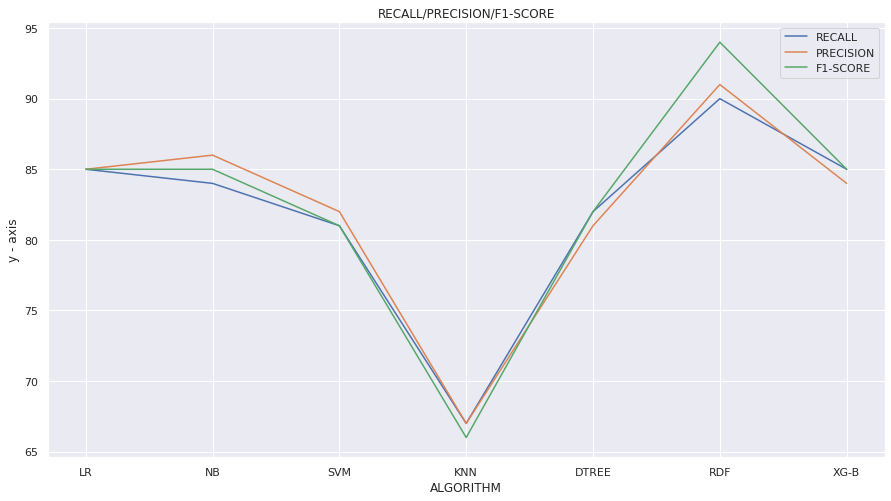 RECALL/PRECISION/F1-SCORE
95
90
85
80
75
70
65
y - axis
RECALL
PRECISION
F1-SCORE
LR NB SVM KNN DTREE RDF XG-B
ALGORITHM